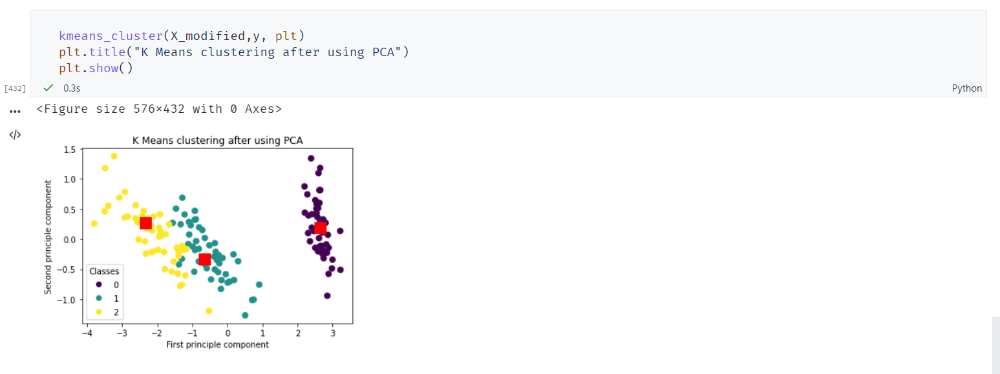 kmeans_cluster(X_modified,y, plt)
plt.title("K Means clustering after using PCA")
plt.show()
[432]
0.3s
Python
...
<Figure size 576×432 with 0 Axes>
</>
K Means clustering after using PCA
1.5
1.0
0.5
0.0
−0.5
−1.0
Second principle component
Classes
0
1
2
−4 −3 −2 −1 0 1 2 3
First principle component